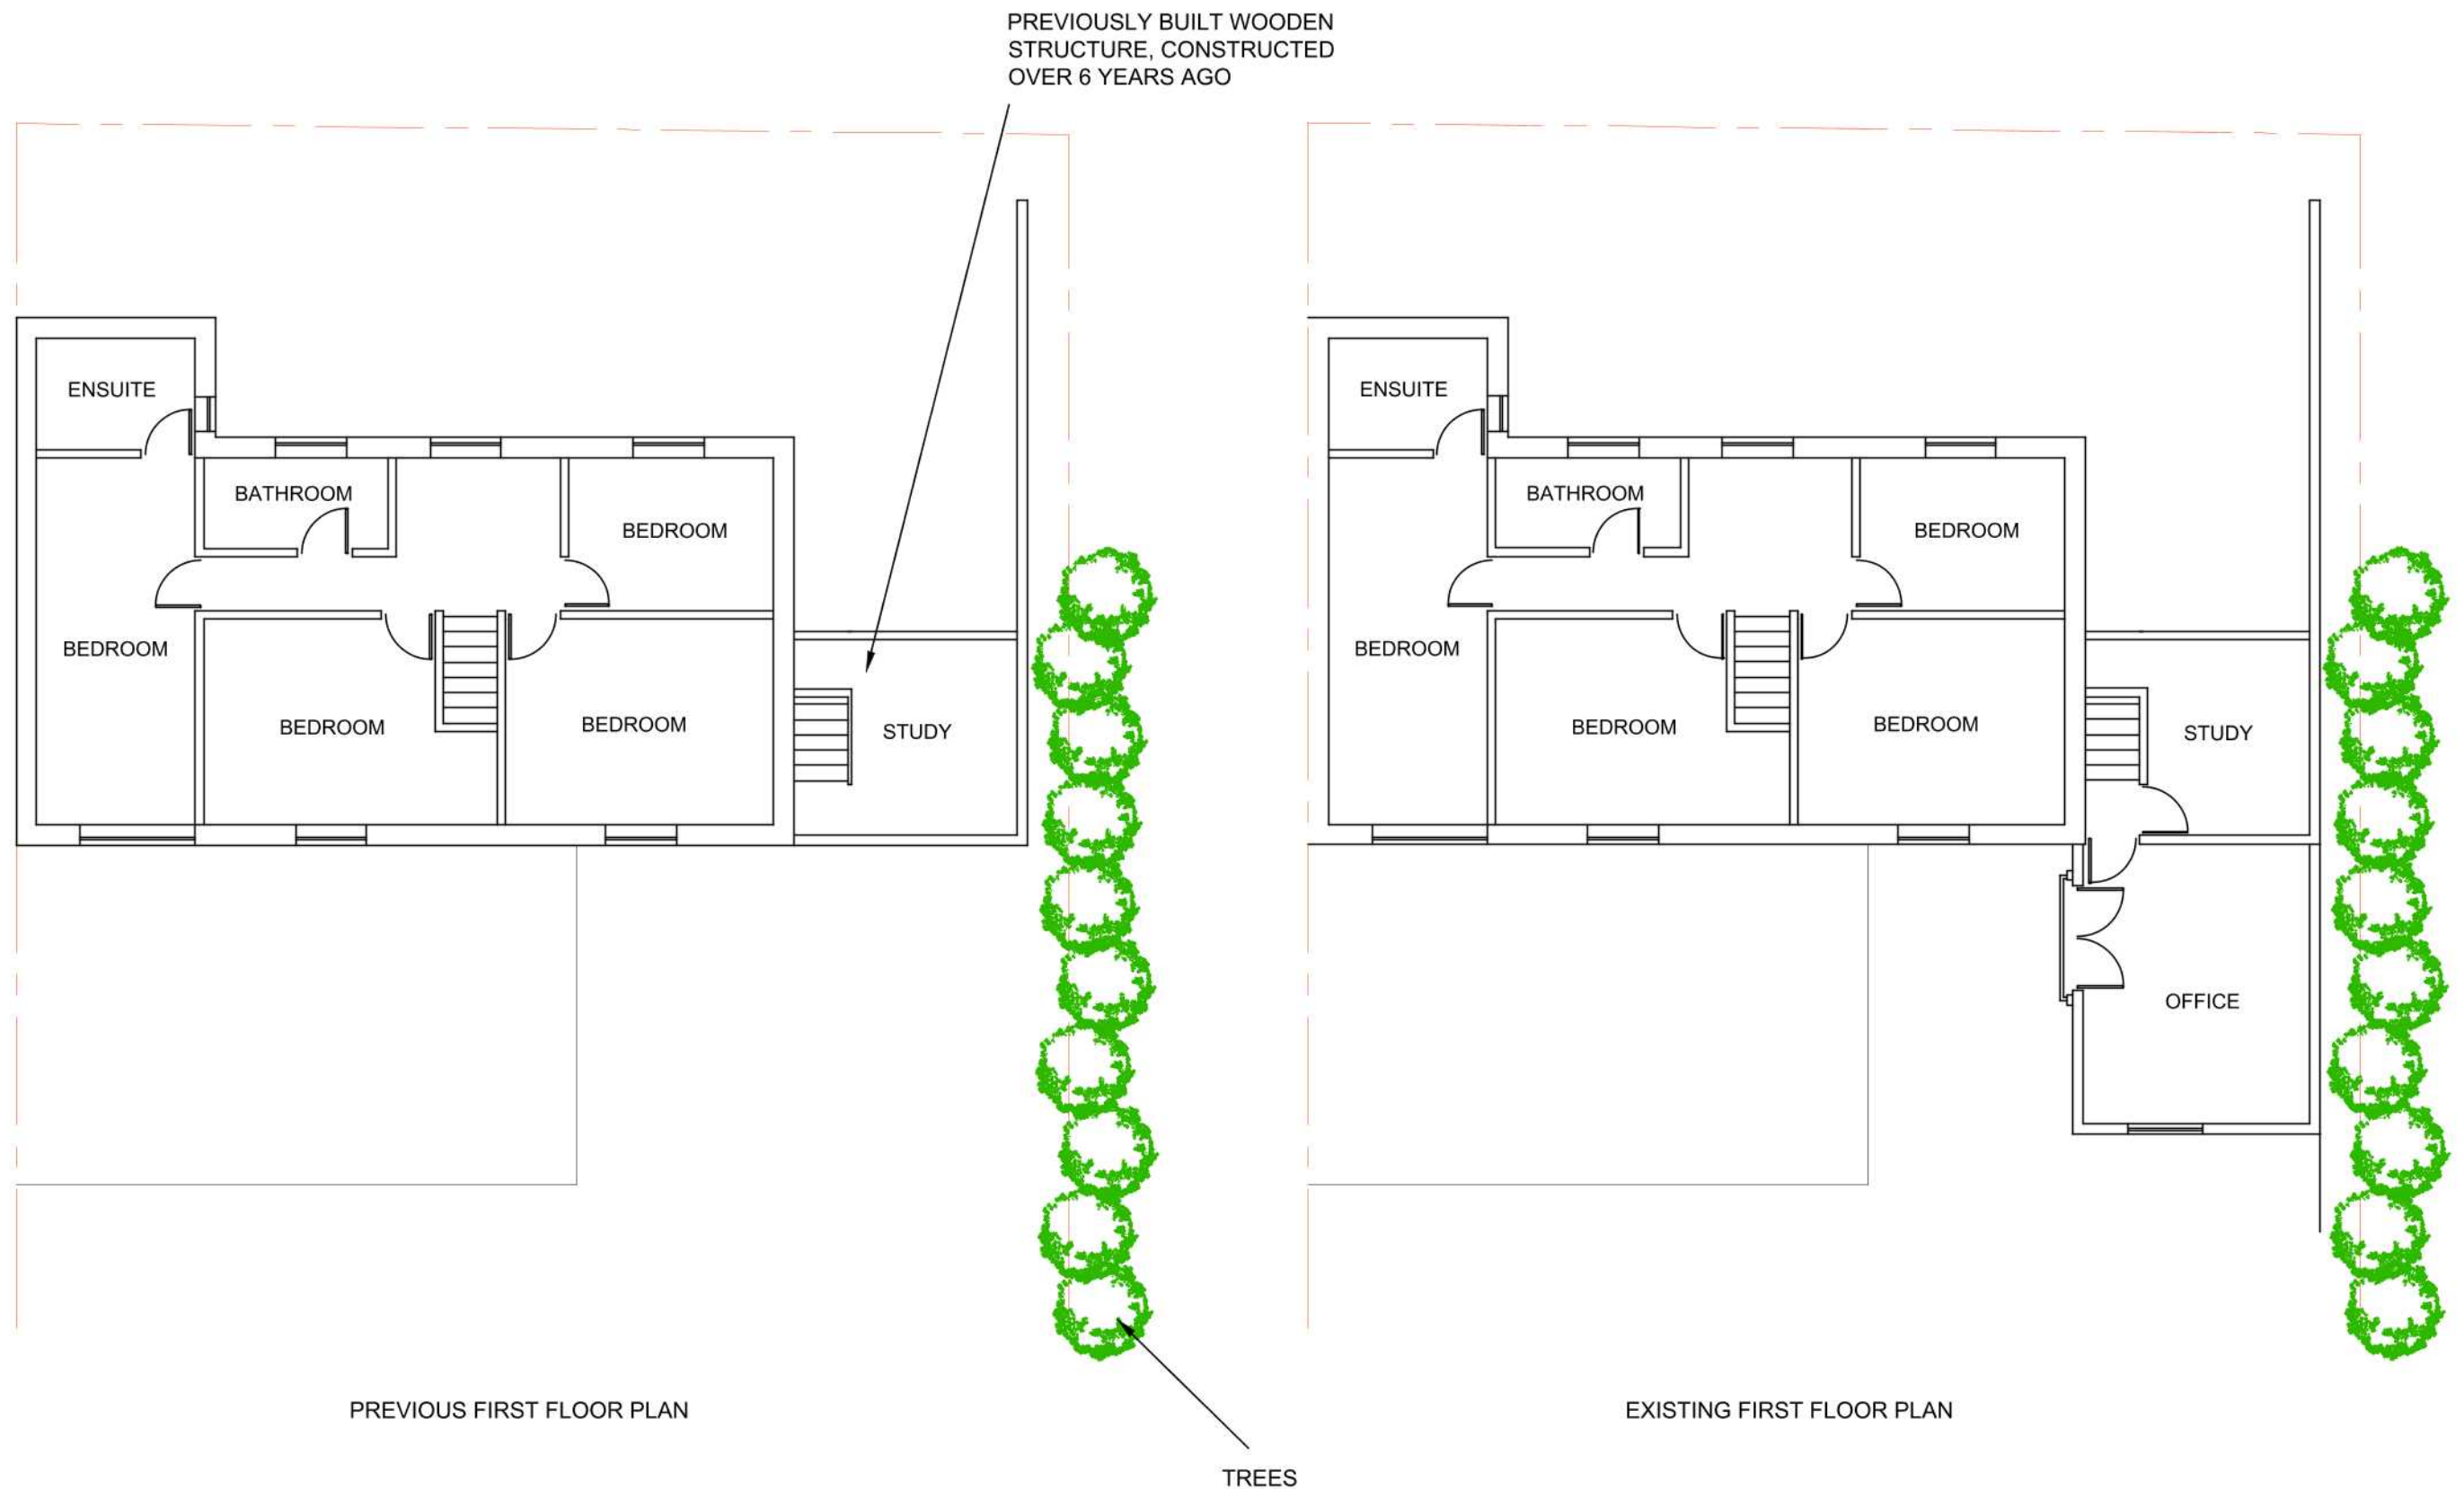 PREVIOUSLY BUILT WOODEN
STRUCTURE, CONSTRUCTED
OVER 6 YEARS AGO
ENSUITE
BATHROOM
BEDROOM
BEDROOM
BEDROOM
BEDROOM
STUDY
PREVIOUS FIRST FLOOR PLAN
TREES
ENSUITE
BATHROOM
BEDROOM
BEDROOM
BEDROOM
BEDROOM
STUDY
OFFICE
EXISTING FIRST FLOOR PLAN